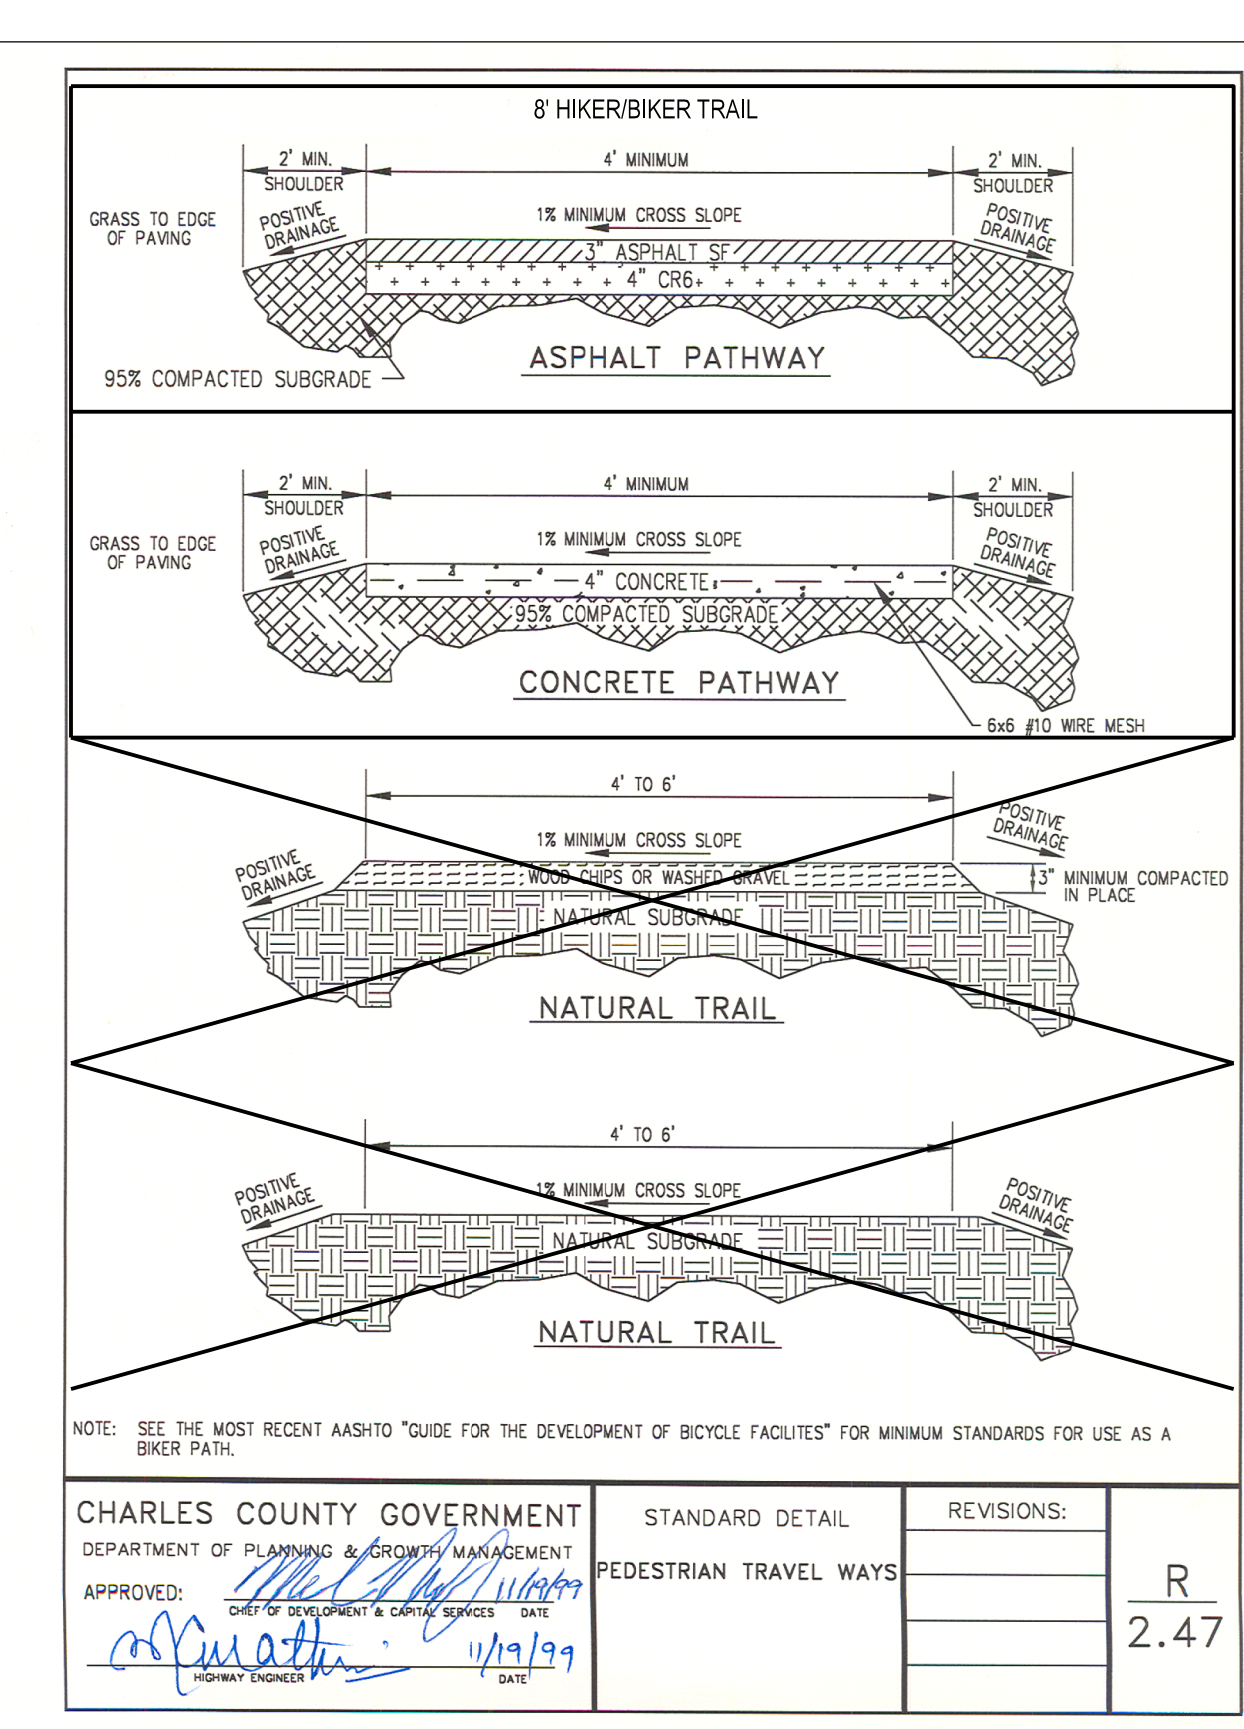 8' HIKER/BIKER TRAIL
2' MIN.
SHOULDER
4' MINIMUM
2' MIN.
SHOULDER
GRASS TO EDGE
OF PAVING
POSITIVE
DRAINAGE
1% MINIMUM CROSS SLOPE
POSITIVE
DRAINAGE
3" ASPHALT SF
4" CR6
ASPHALT PATHWAY
95% COMPACTED SUBGRADE
2' MIN.
SHOULDER
4' MINIMUM
2' MIN.
SHOULDER
GRASS TO EDGE
OF PAVING
POSITIVE
DRAINAGE
1% MINIMUM CROSS SLOPE
POSITIVE
DRAINAGE
4" CONCRETE
95% COMPACTED SUBGRADE
CONCRETE PATHWAY
6x6 #10 WIRE MESH
4' TO 6'
1% MINIMUM CROSS SLOPE
POSITIVE
DRAINAGE
POSITIVE
DRAINAGE
WOOD CHIPS OR WASHED GRAVEL
3" MINIMUM COMPACTED
IN PLACE
NATURAL SUBGRADE
NATURAL TRAIL
4' TO 6'
POSITIVE
DRAINAGE
1% MINIMUM CROSS SLOPE
POSITIVE
DRAINAGE
NATURAL SUBGRADE
NATURAL TRAIL
NOTE: SEE THE MOST RECENT AASHTO "GUIDE FOR THE DEVELOPMENT OF BICYCLE FACILITES" FOR MINIMUM STANDARDS FOR USE AS A
BIKER PATH.
CHARLES COUNTY GOVERNMENT
DEPARTMENT OF PLANNING & GROWTH MANAGEMENT
APPROVED:
11/19/99
CHIEF OF DEVELOPMENT & CAPITAL SERVICES DATE
11/19/99
HIGHWAY ENGINEER DATE
STANDARD DETAIL
PEDESTRIAN TRAVEL WAYS
REVISIONS:
R
2.47